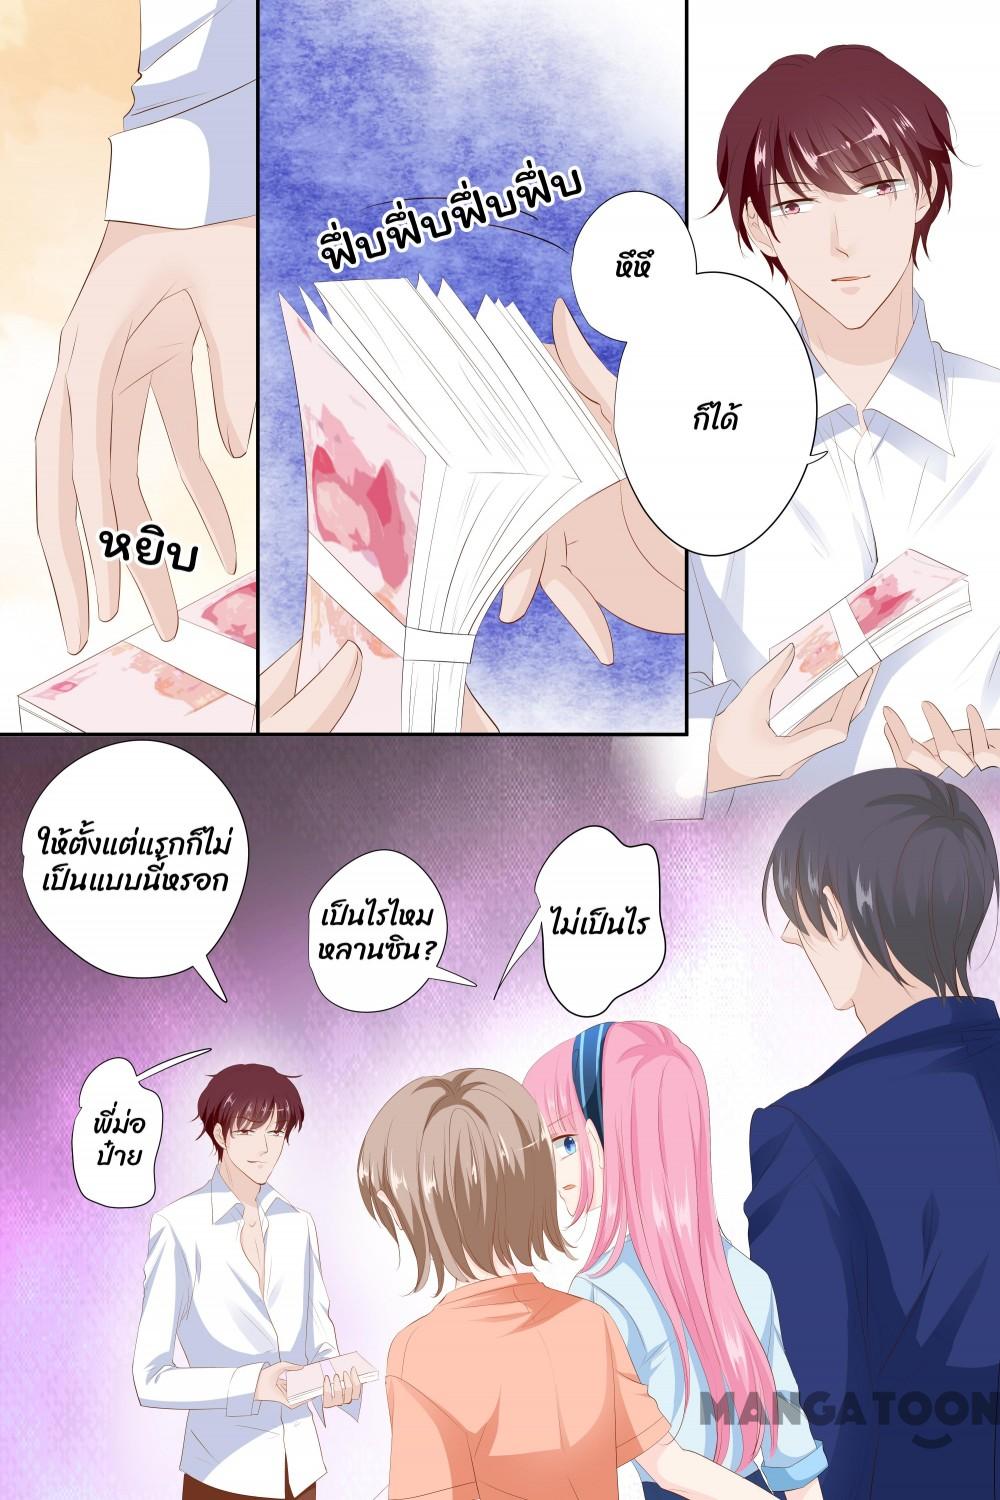 หยิบ
ฟึ่บฟึ่บฟึ่บฟึ่บ
หึหึ
ก็ได้
ให้ตั้งแต่แรกก็ไม่
เป็นแบบนี้หรอก
เป็นไรไหม
หลานซิน?
ไม่เป็นไร
พี่ม่อ
ป๋าย
MANGATOON